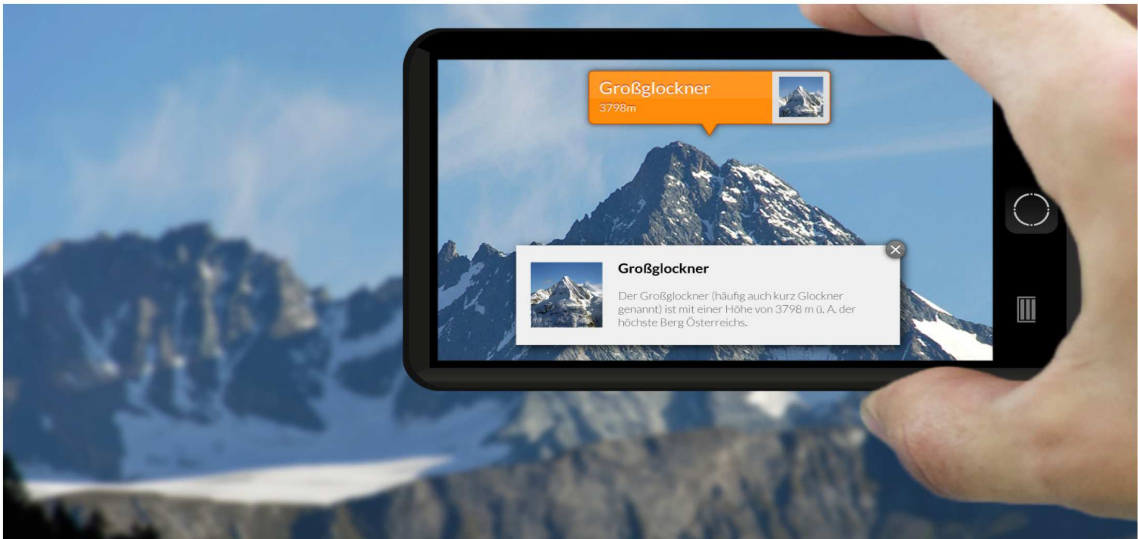 Großglockner
3798m
Großglockner
Der Großglockner (häufig auch kurz Glockner
genannt) ist mit einer Höhe von 3798 m ü. A. der
höchste Berg Österreichs.